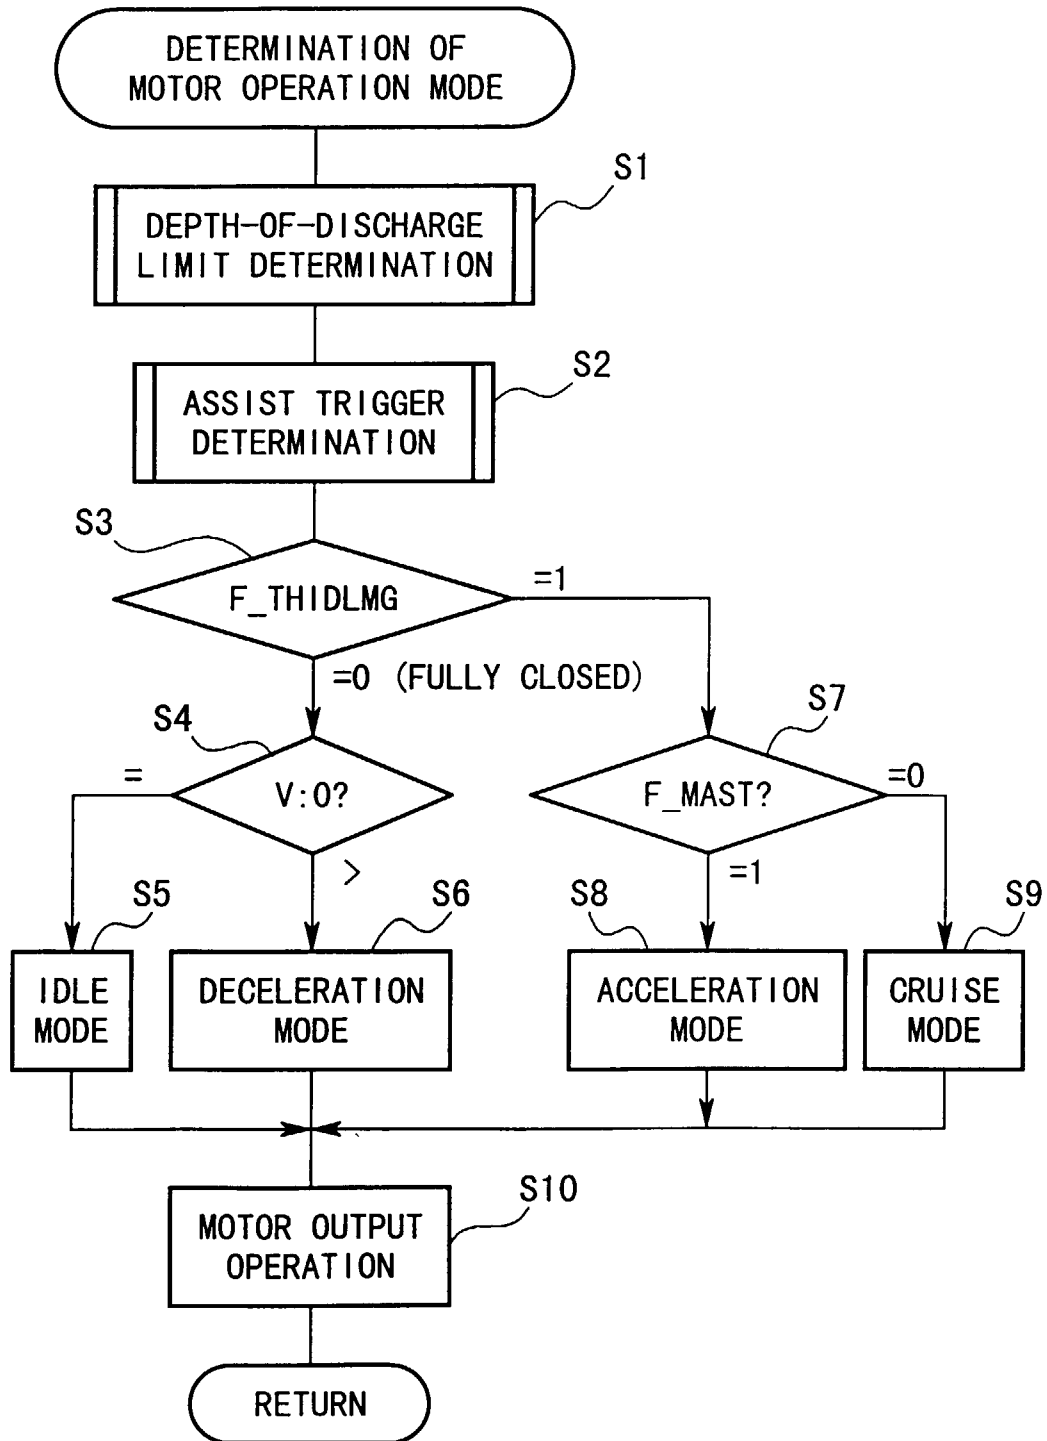 DETERMINATION OF
MOTOR OPERATION MODE
S1
DEPTH-OF-DISCHARGE
LIMIT DETERMINATION
S2
ASSIST TRIGGER
DETERMINATION
S3
F_THIDLMG
=1
=0 (FULLY CLOSED)
S4
S7
=
V:0?
F_MAST?
=0
>
=1
S5
S6
S8
S9
IDLE
MODE
DECELERATION
MODE
ACCELERATION
MODE
CRUISE
MODE
S10
MOTOR OUTPUT
OPERATION
RETURN